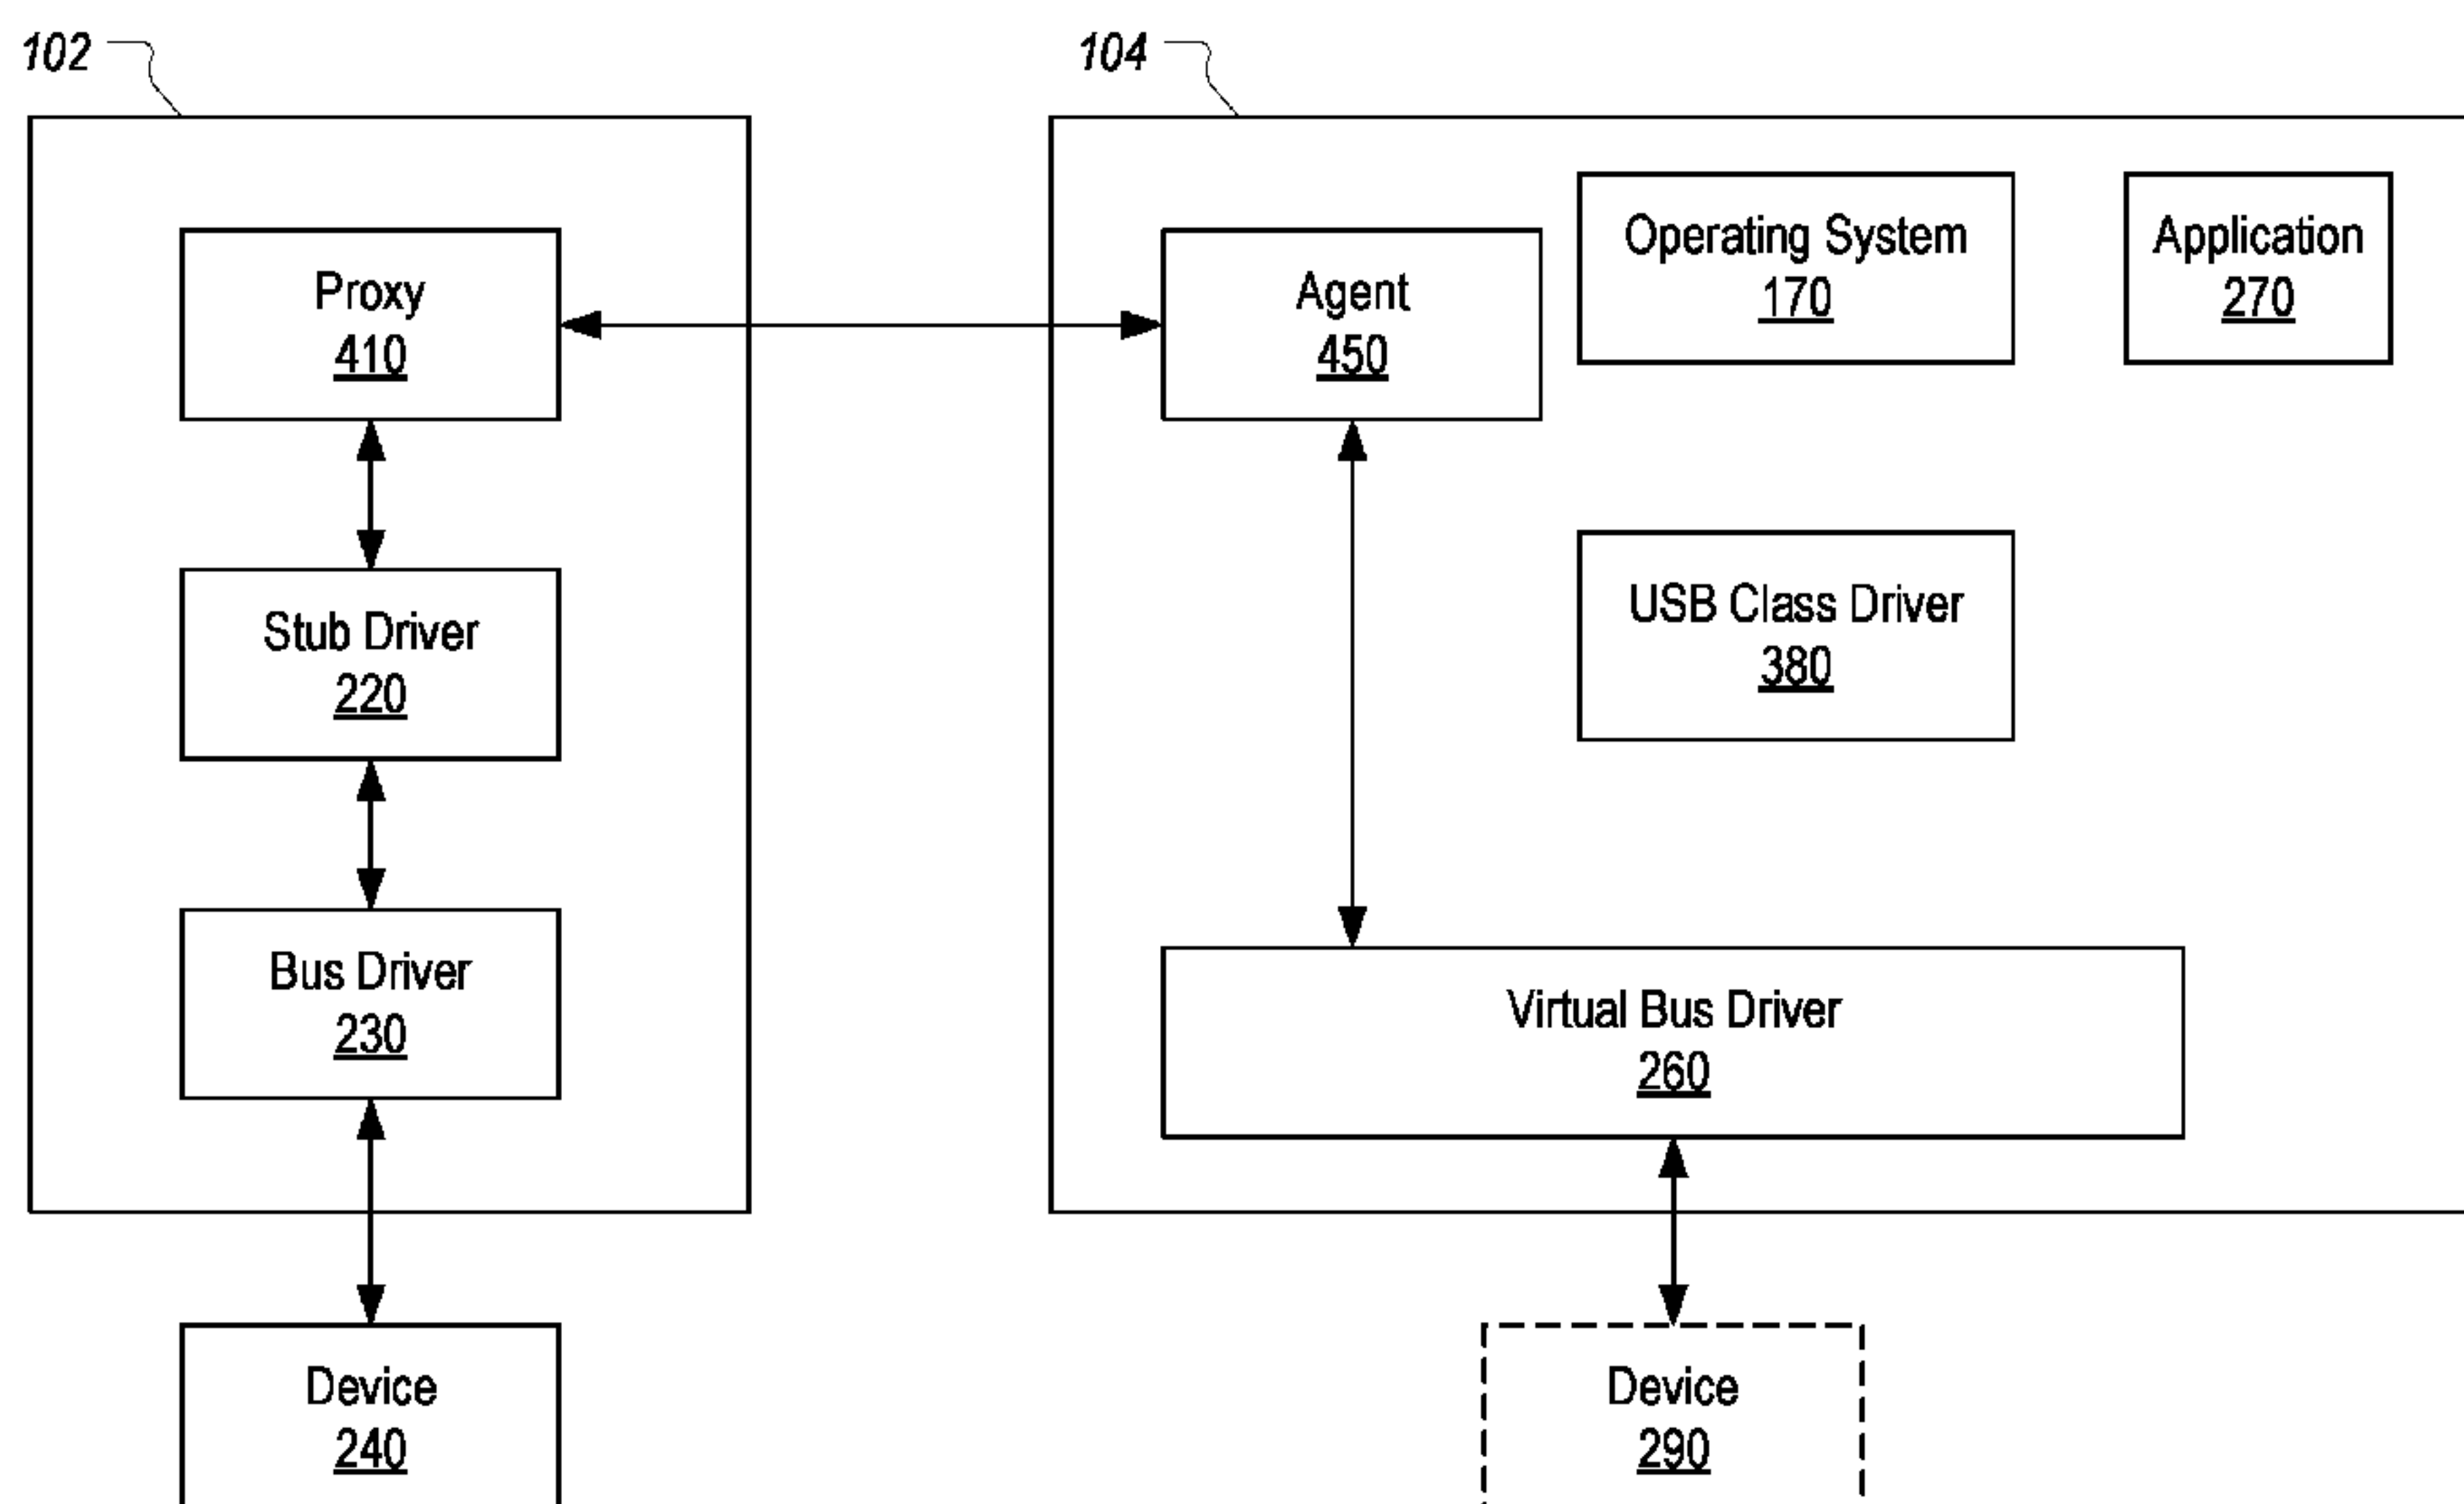 102
104
Proxy
410
Agent
450
Operating System
170
Application
270
Stub Driver
220
USB Class Driver
380
Bus Driver
230
Virtual Bus Driver
260
Device
240
Device
290